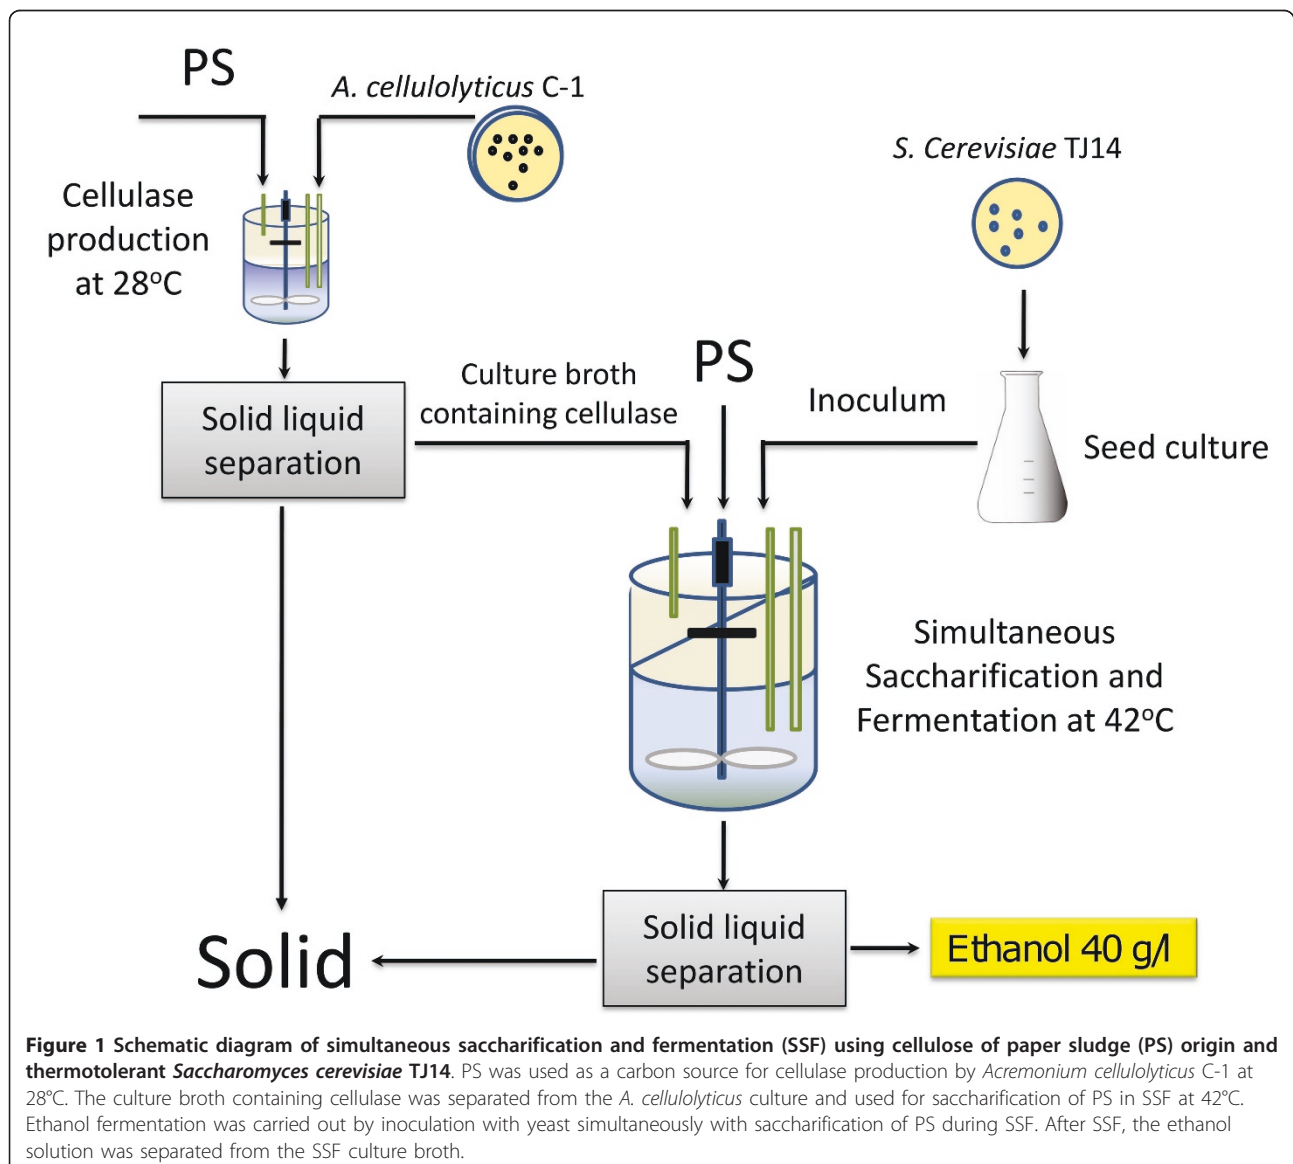 PS
A. cellulolyticus C-1
S. Cerevisiae TJ14
Cellulase
production
at 28°C
Culture broth
containing cellulase
PS
Inoculum
Seed culture
Solid liquid
separation
Simultaneous
Saccharification and
Fermentation at 42°C
Solid
Solid liquid
separation
Ethanol 40 g/l
Figure 1 Schematic diagram of simultaneous saccharification and fermentation (SSF) using cellulose of paper sludge (PS) origin and
thermotolerant Saccharomyces cerevisiae TJ14. PS was used as a carbon source for cellulase production by Acremonium cellulolyticus C-1 at
28°C. The culture broth containing cellulase was separated from the A. cellulolyticus culture and used for saccharification of PS in SSF at 42°C.
Ethanol fermentation was carried out by inoculation with yeast simultaneously with saccharification of PS during SSF. After SSF, the ethanol
solution was separated from the SSF culture broth.